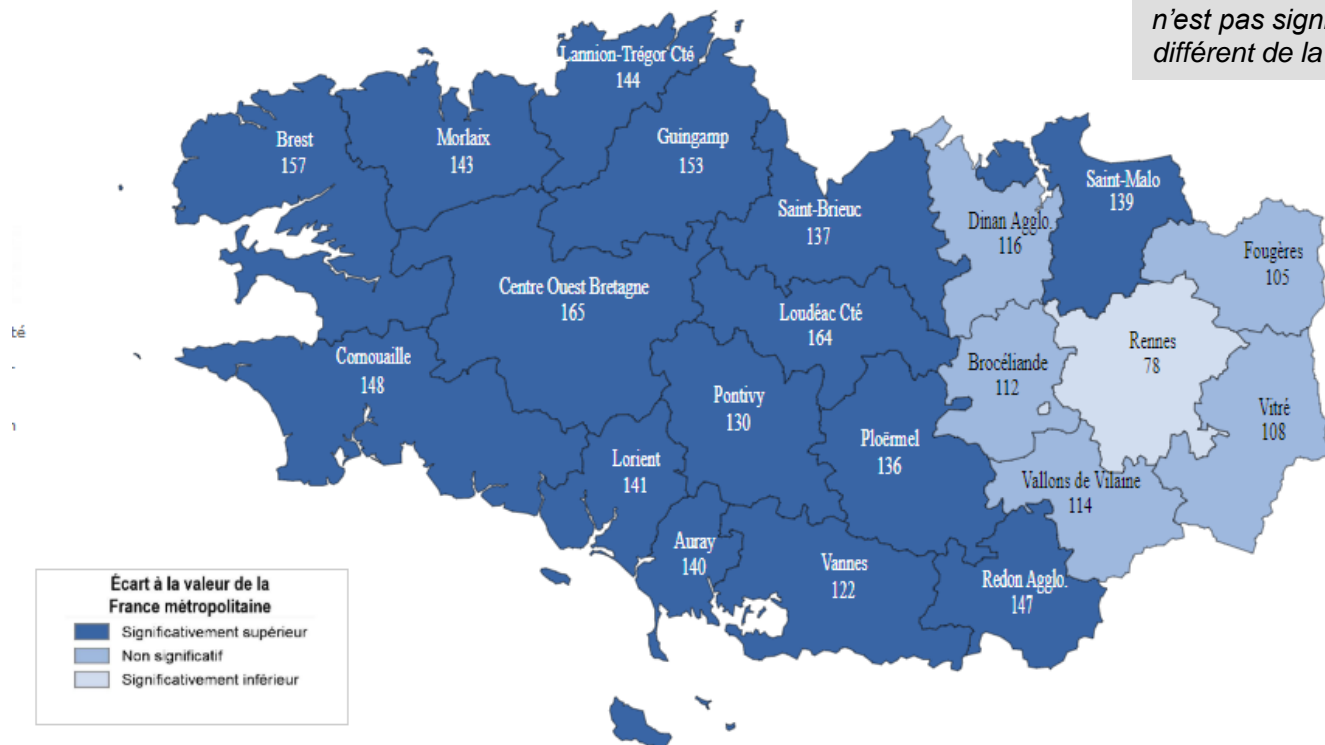 n'est pas signi
différent de la
Lannion-Trégor Cté
144
Brest
157
Morlaix
143
Guingamp
153
Saint-Malo
139
Saint-Brieuc
137
Dinan Agglo.
116
Fougères
105
Centre Ouest Bretagne
165
Loudéac Cté
164
té
Cornouaille
148
Brocéliande
112
Rennes
78
Pontivy
130
Vitré
108
Ploërmel
136
Lorient
141
Vallons de Vilaine
114
Auray
140
Vannes
122
Redon Agglo.
147
Écart à la valeur de la
France métropolitaine
Significativement supérieur
Non significatif
Significativement inférieur